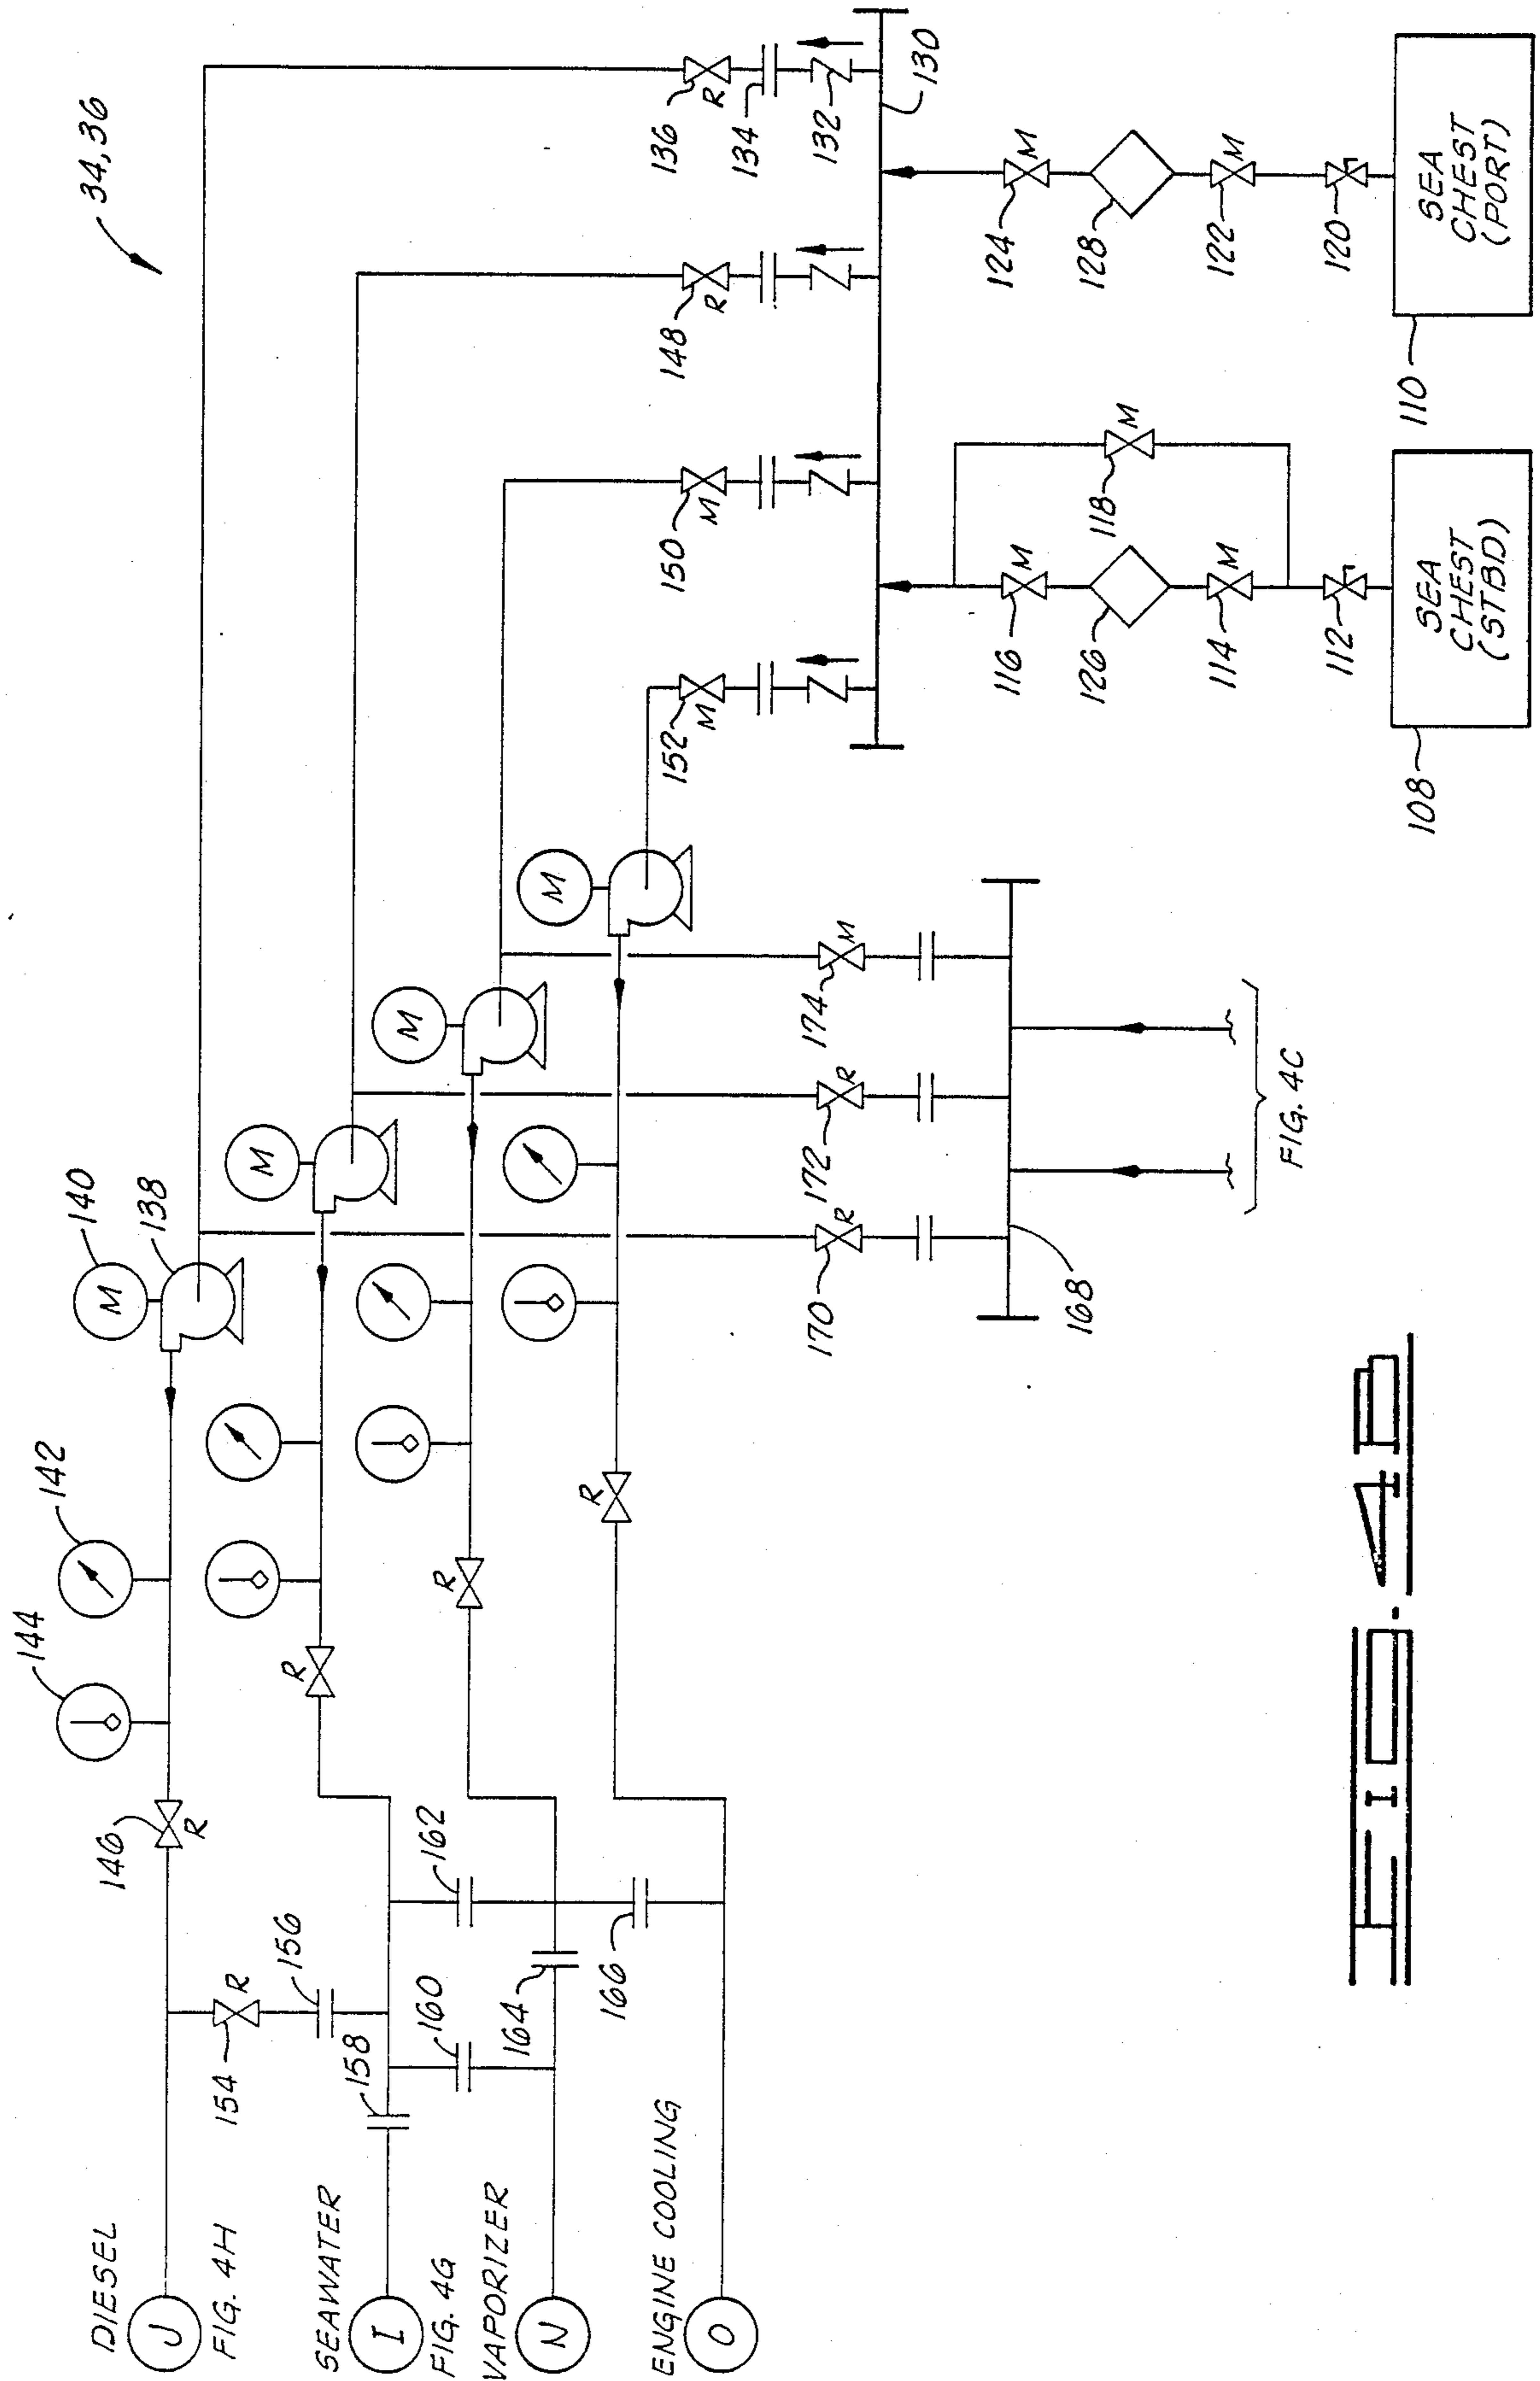 DIESEL
J
FIG. 4H
144
142
140
M
138
34, 36
146
R
154
R
156
SEAWATER
I
FIG. 4G
158
160
162
R
M
VAPORIZER
N
164
166
R
M
ENGINE COOLING
O
R
M
152
M
150
M
148
R
136
R
134
132
130
170
R
172
R
174
M
168
FIG. 4C
116
M
126
114
M
112
118
M
124
M
128
122
M
120
108
SEA
CHEST
(STBD)
110
SEA
CHEST
(PORT)
FIG. 4B